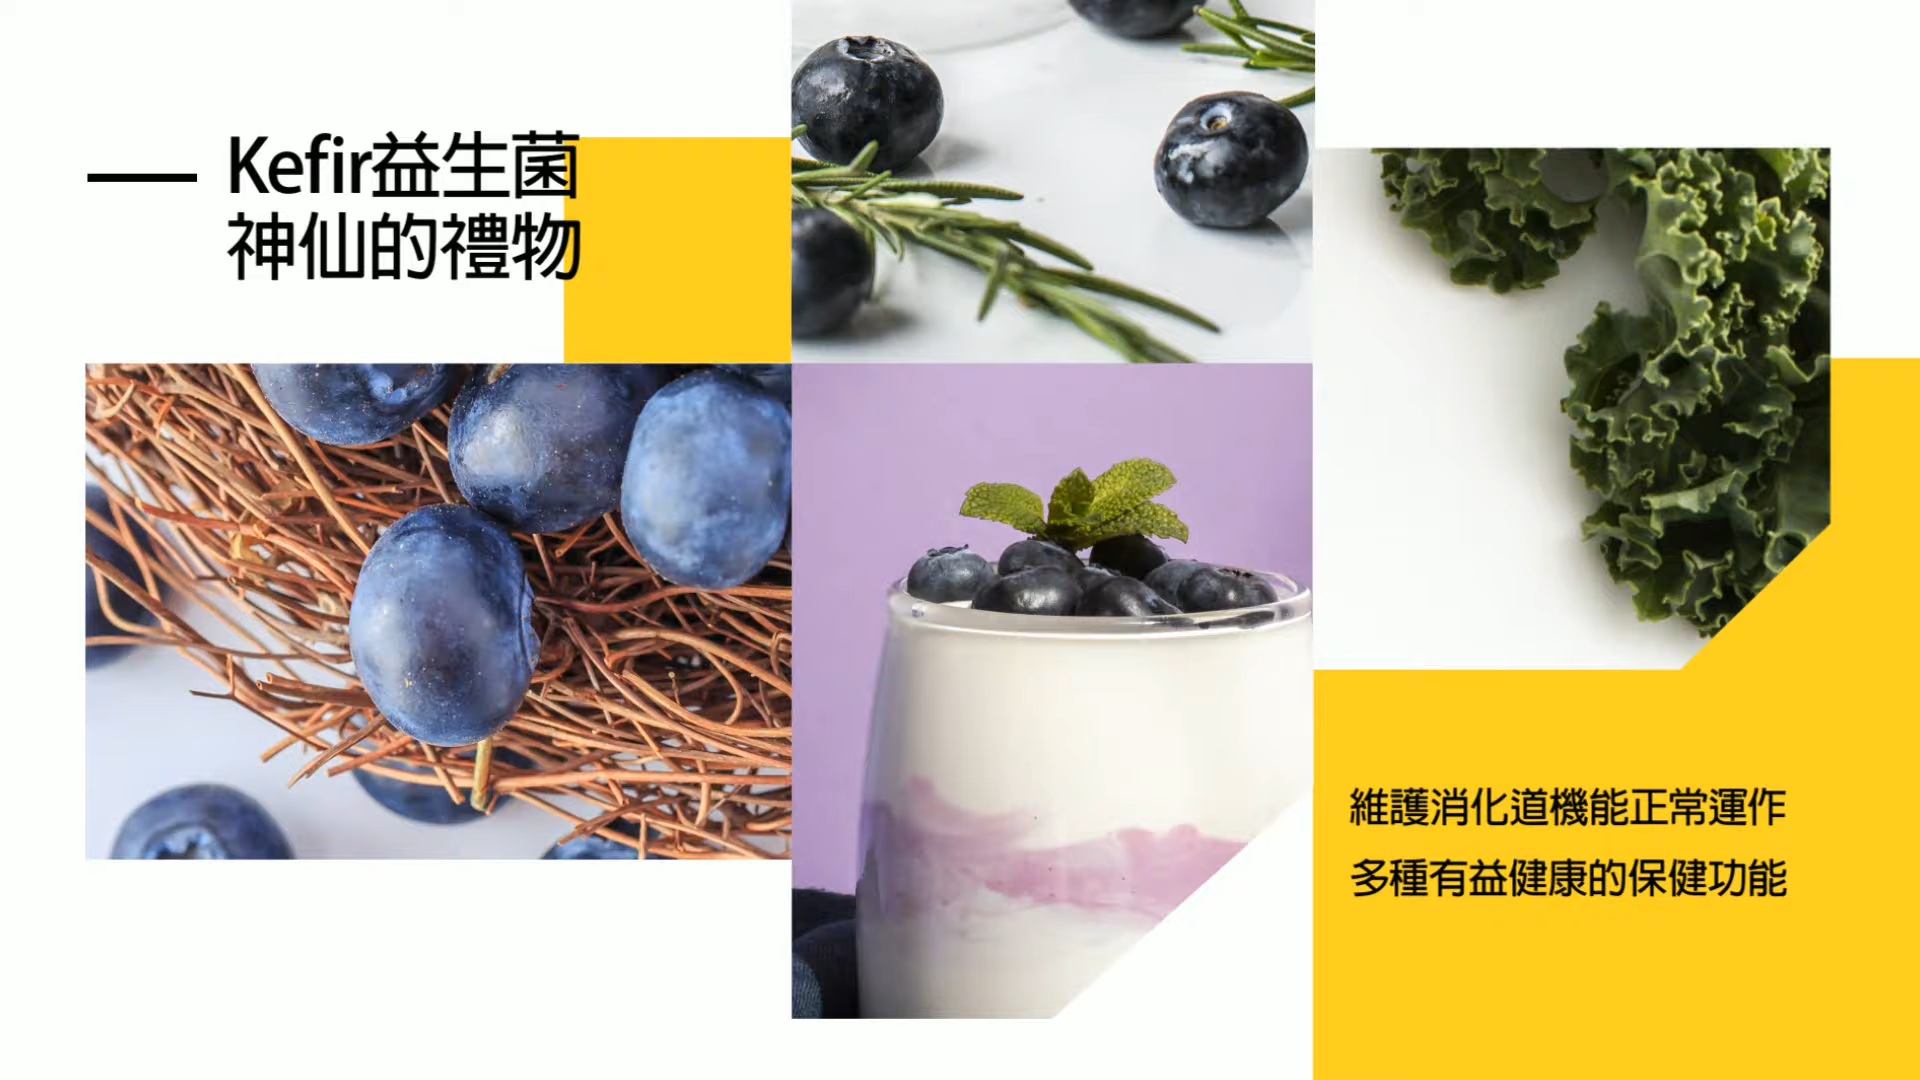 Kefir益生菌
神仙的禮物
維護消化道機能正常運作
多種有益健康的保健功能